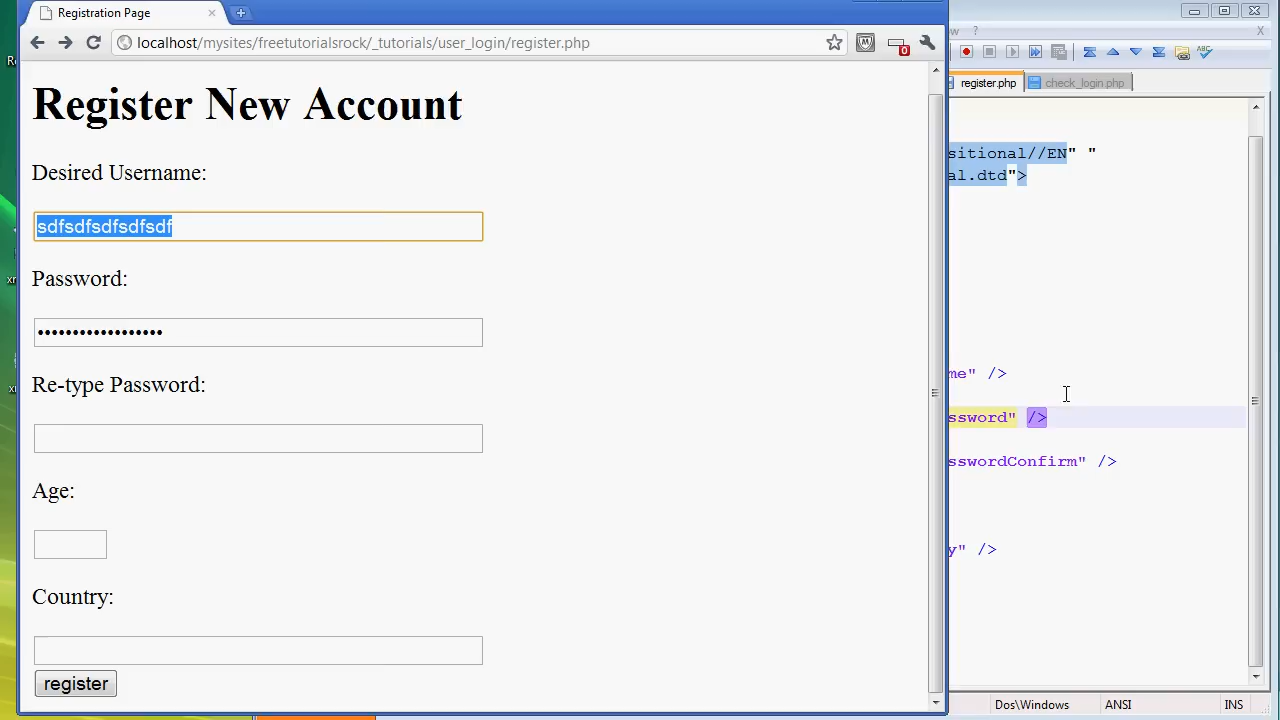 Registration Page
localhost/mysites/freetutorialsrock/_tutorials/user_login/register.php
0
Register New Account
Desired Username:
sdfsdfsdfsdfsdf
Password:
••••••••••••••••••
Re-type Password:
Age:
Country:
register
?
X
register.php
check_login.php
sitional//EN" "
al.dtd">
me" />
ssword" />
sswordConfirm" />
y" />
Dos\Windows
ANSI
INS